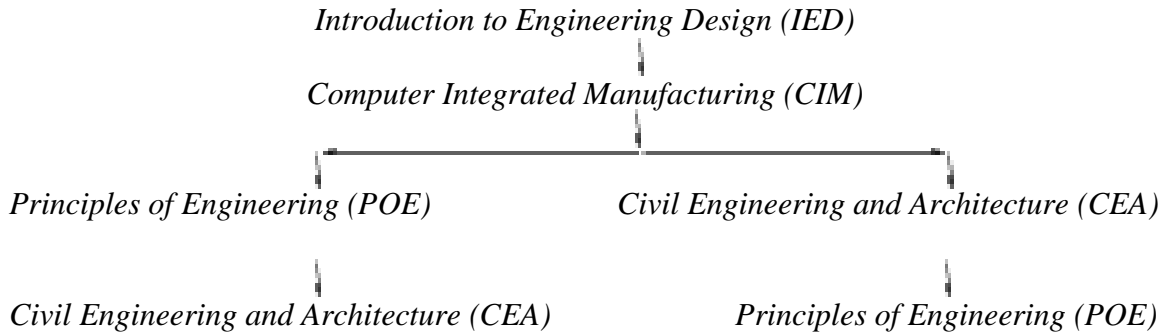 Introduction to Engineering Design (IED)
Computer Integrated Manufacturing (CIM)
Principles of Engineering (POE) Civil Engineering and Architecture (CEA)
Civil Engineering and Architecture (CEA) Principles of Engineering (POE)